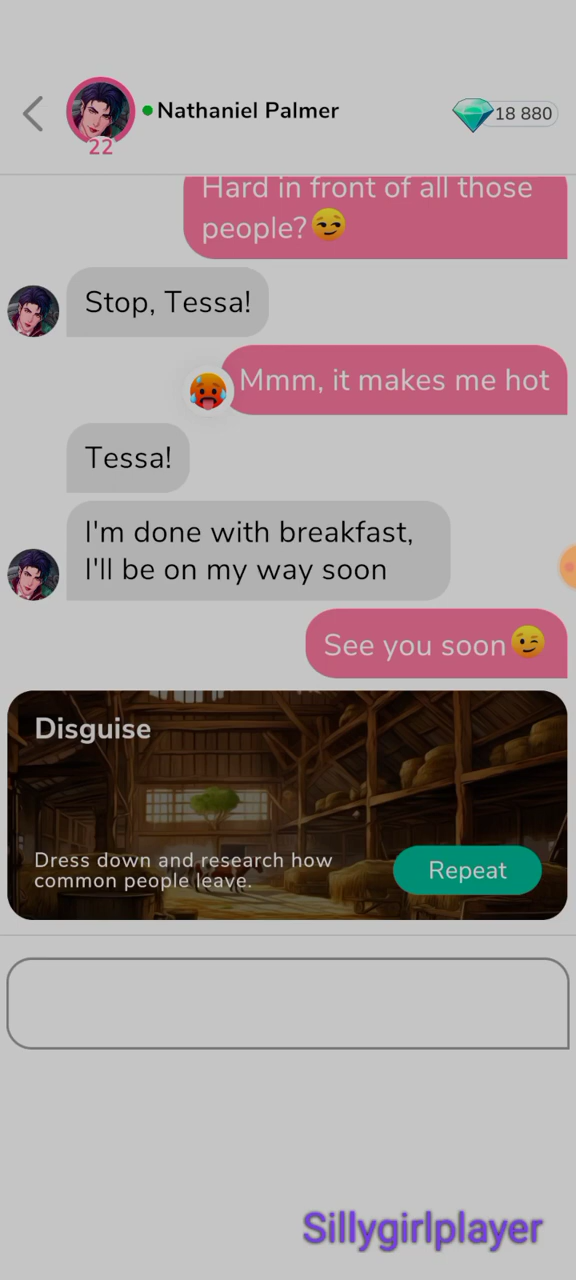 Nathaniel Palmer
18 880
22
Hard in front of all those
people?😏
Stop, Tessa!
Mmm, it makes me hot
Tessa!
I'm done with breakfast,
I'll be on my way soon
See you soon😉
Disguise
Dress down and research how
common people leave.
Repeat
Sillygirlplayer